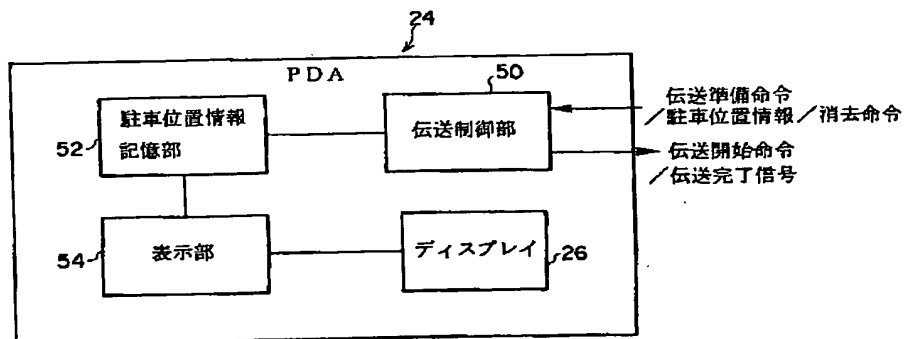 24
PDA
50
駐車位置情報
記憶部
52
伝送制御部
伝送準備命令
/駐車位置情報/消去命令
伝送開始命令
/伝送完了信号
54
表示部
ディスプレイ
26